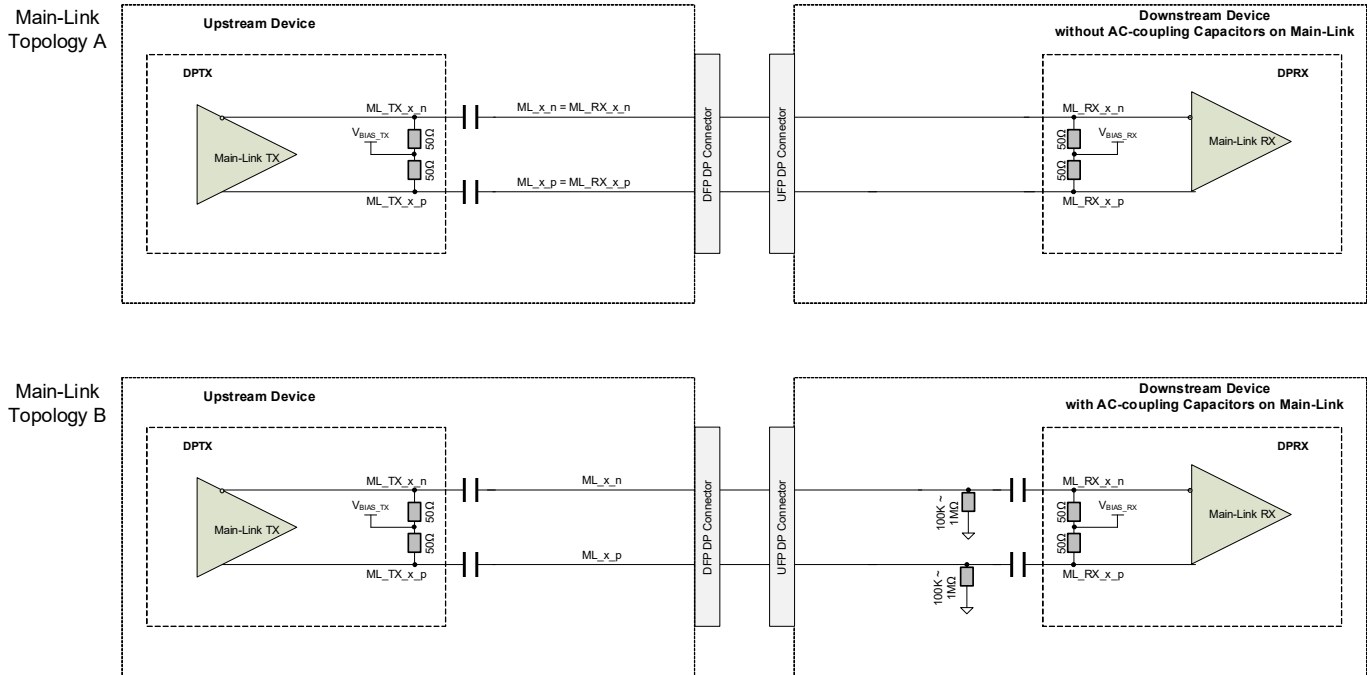 Main-Link
Topology A
Upstream Device
Downstream Device
without AC-coupling Capacitors on Main-Link
DPTX
DPRX
ML_TX_x_n
ML_x_n = ML_RX_x_n
ML_RX_x_n
VBIAS_TX
50Ω
50Ω
Main-Link TX
DFP DP Connector
UFP DP Connector
50Ω
50Ω
VBIAS_RX
Main-Link RX
ML_x_p = ML_RX_x_p
ML_TX_x_p
ML_RX_x_p
Main-Link
Topology B
Upstream Device
Downstream Device
with AC-coupling Capacitors on Main-Link
DPTX
DPRX
ML_TX_x_n
ML_x_n
ML_RX_x_n
VBIAS_TX
50Ω
50Ω
Main-Link TX
DFP DP Connector
UFP DP Connector
100K~
1MΩ
50Ω
50Ω
VBIAS_RX
Main-Link RX
ML_x_p
ML_TX_x_p
100K~
1MΩ
ML_RX_x_p